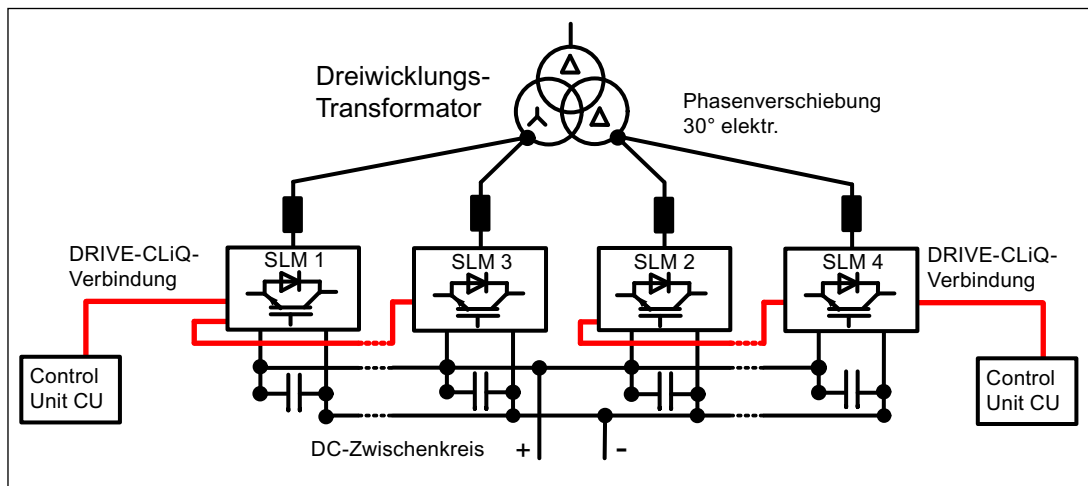 Dreiwicklungs-
Transformator
Phasenverschiebung
30° elektr.
DRIVE-CLiQ-
Verbindung
SLM 1
SLM 3
SLM 2
SLM 4
DRIVE-CLiQ-
Verbindung
Control
Unit CU
Control
Unit CU
DC-Zwischenkreis + -